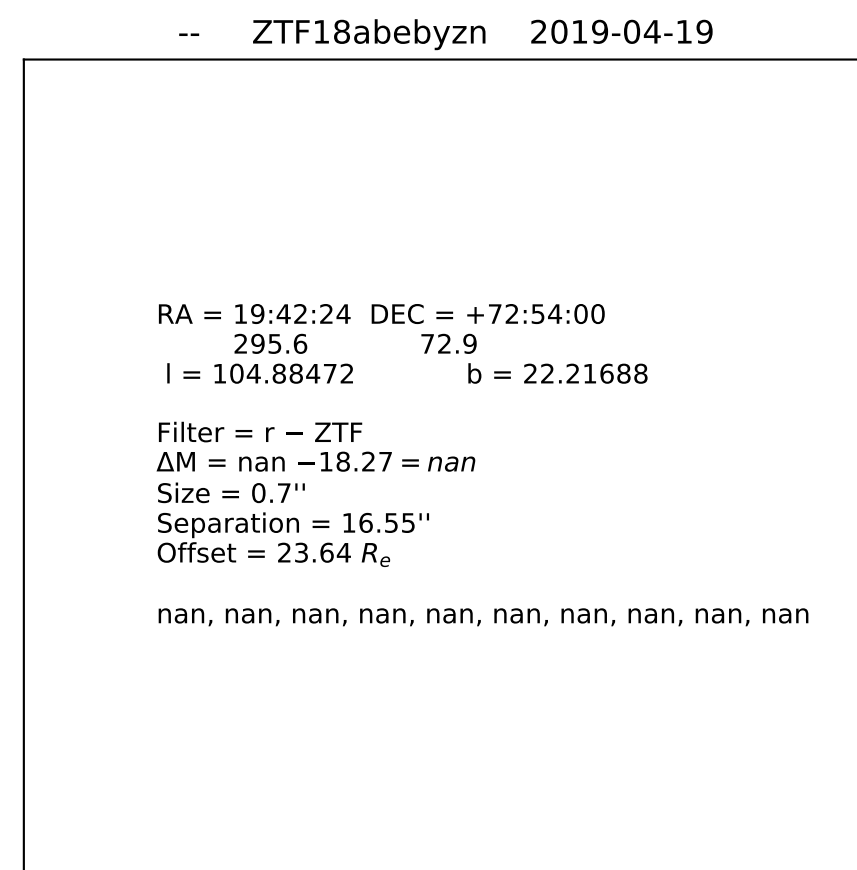 -- ZTF18abebyzn 2019-04-19
RA = 19:42:24 DEC = +72:54:00
295.6 72.9
l = 104.88472 b = 22.21688
Filter = r − ZTF
ΔM = nan −18.27 = nan
Size = 0.7''
Separation = 16.55''
Offset = 23.64 Re
nan, nan, nan, nan, nan, nan, nan, nan, nan, nan